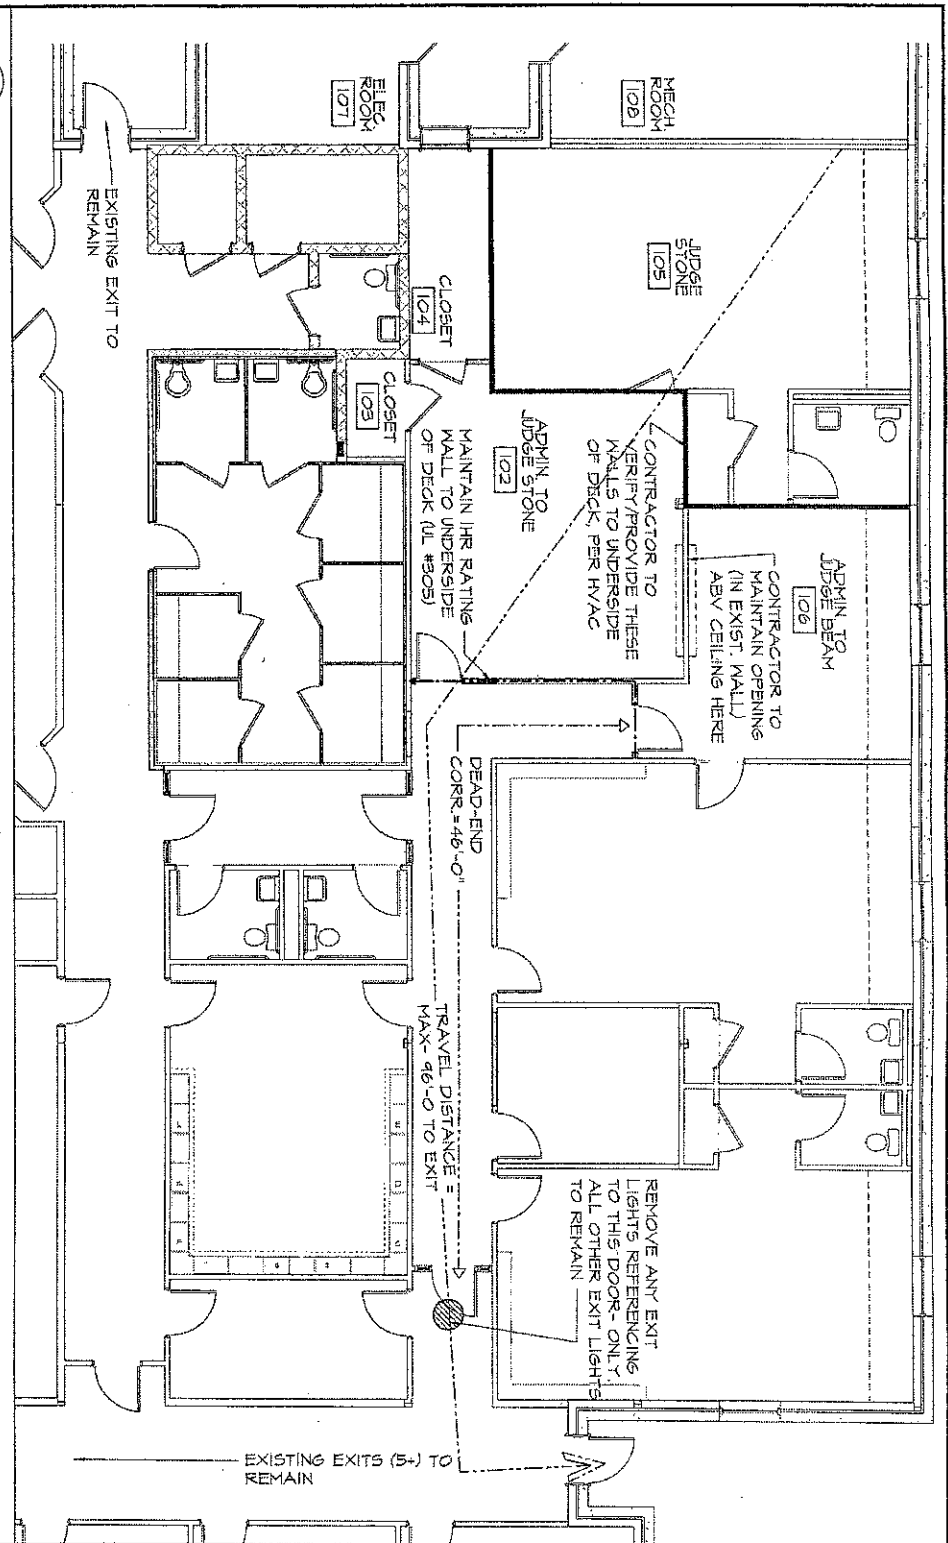 MECH.
ROOM
108
ELEC
ROOM
107
JUDGE
STONE
105
CLOSET
104
CLOSET
103
EXISTING EXIT TO
REMAIN
ADMIN. TO
JUDGE STONE
102
ADMIN TO
JUDGE BEAM
106
CONTRACTOR TO
VERIFY/PROVIDE THESE
WALLS TO UNDERSIDE
OF DECK, PER HVAC
CONTRACTOR TO
MAINTAIN OPENING
(IN EXIST. WALL)
ABV CEILING HERE
MAINTAIN 1HR RATING
WALL TO UNDERSIDE
OF DECK (UL #305)
DEAD-END
CORR.=46'-0"
TRAVEL DISTANCE =
MAX- 96'-0 TO EXIT
REMOVE ANY EXIT
LIGHTS REFERENCING
TO THIS DOOR- ONLY.
ALL OTHER EXIT LIGHTS
TO REMAIN
EXISTING EXITS (5+) TO
REMAIN